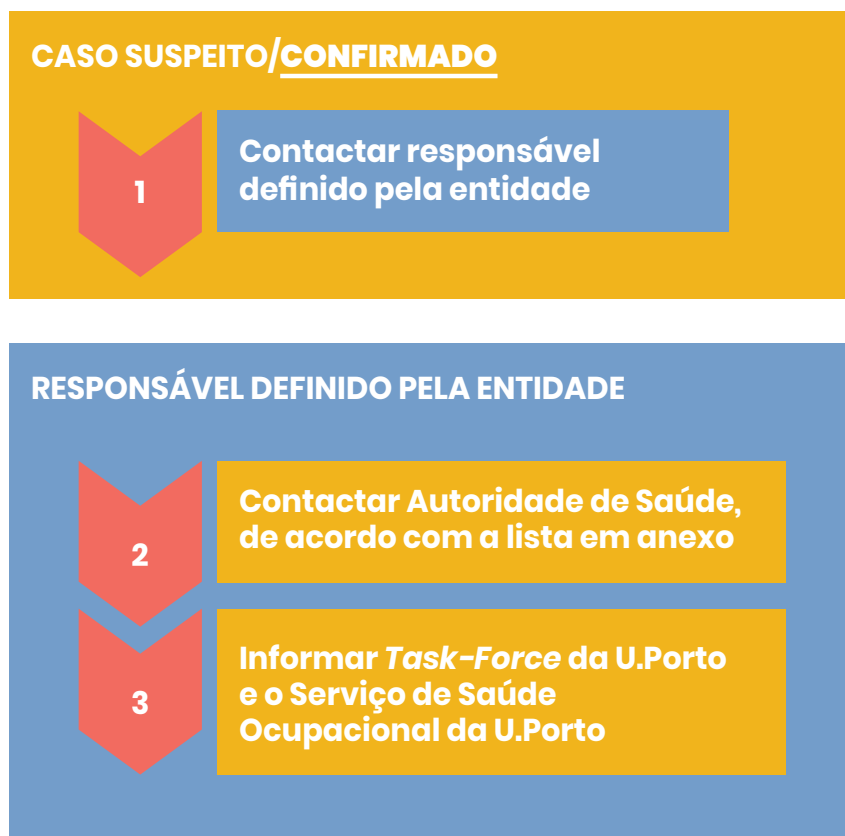 CASO SUSPEITO/CONFIRMADO
1
Contactar responsável
definido pela entidade
RESPONSÁVEL DEFINIDO PELA ENTIDADE
2
Contactar Autoridade de Saúde,
de acordo com a lista em anexo
3
Informar Task-Force da U.Porto
e o Serviço de Saúde
Ocupacional da U.Porto